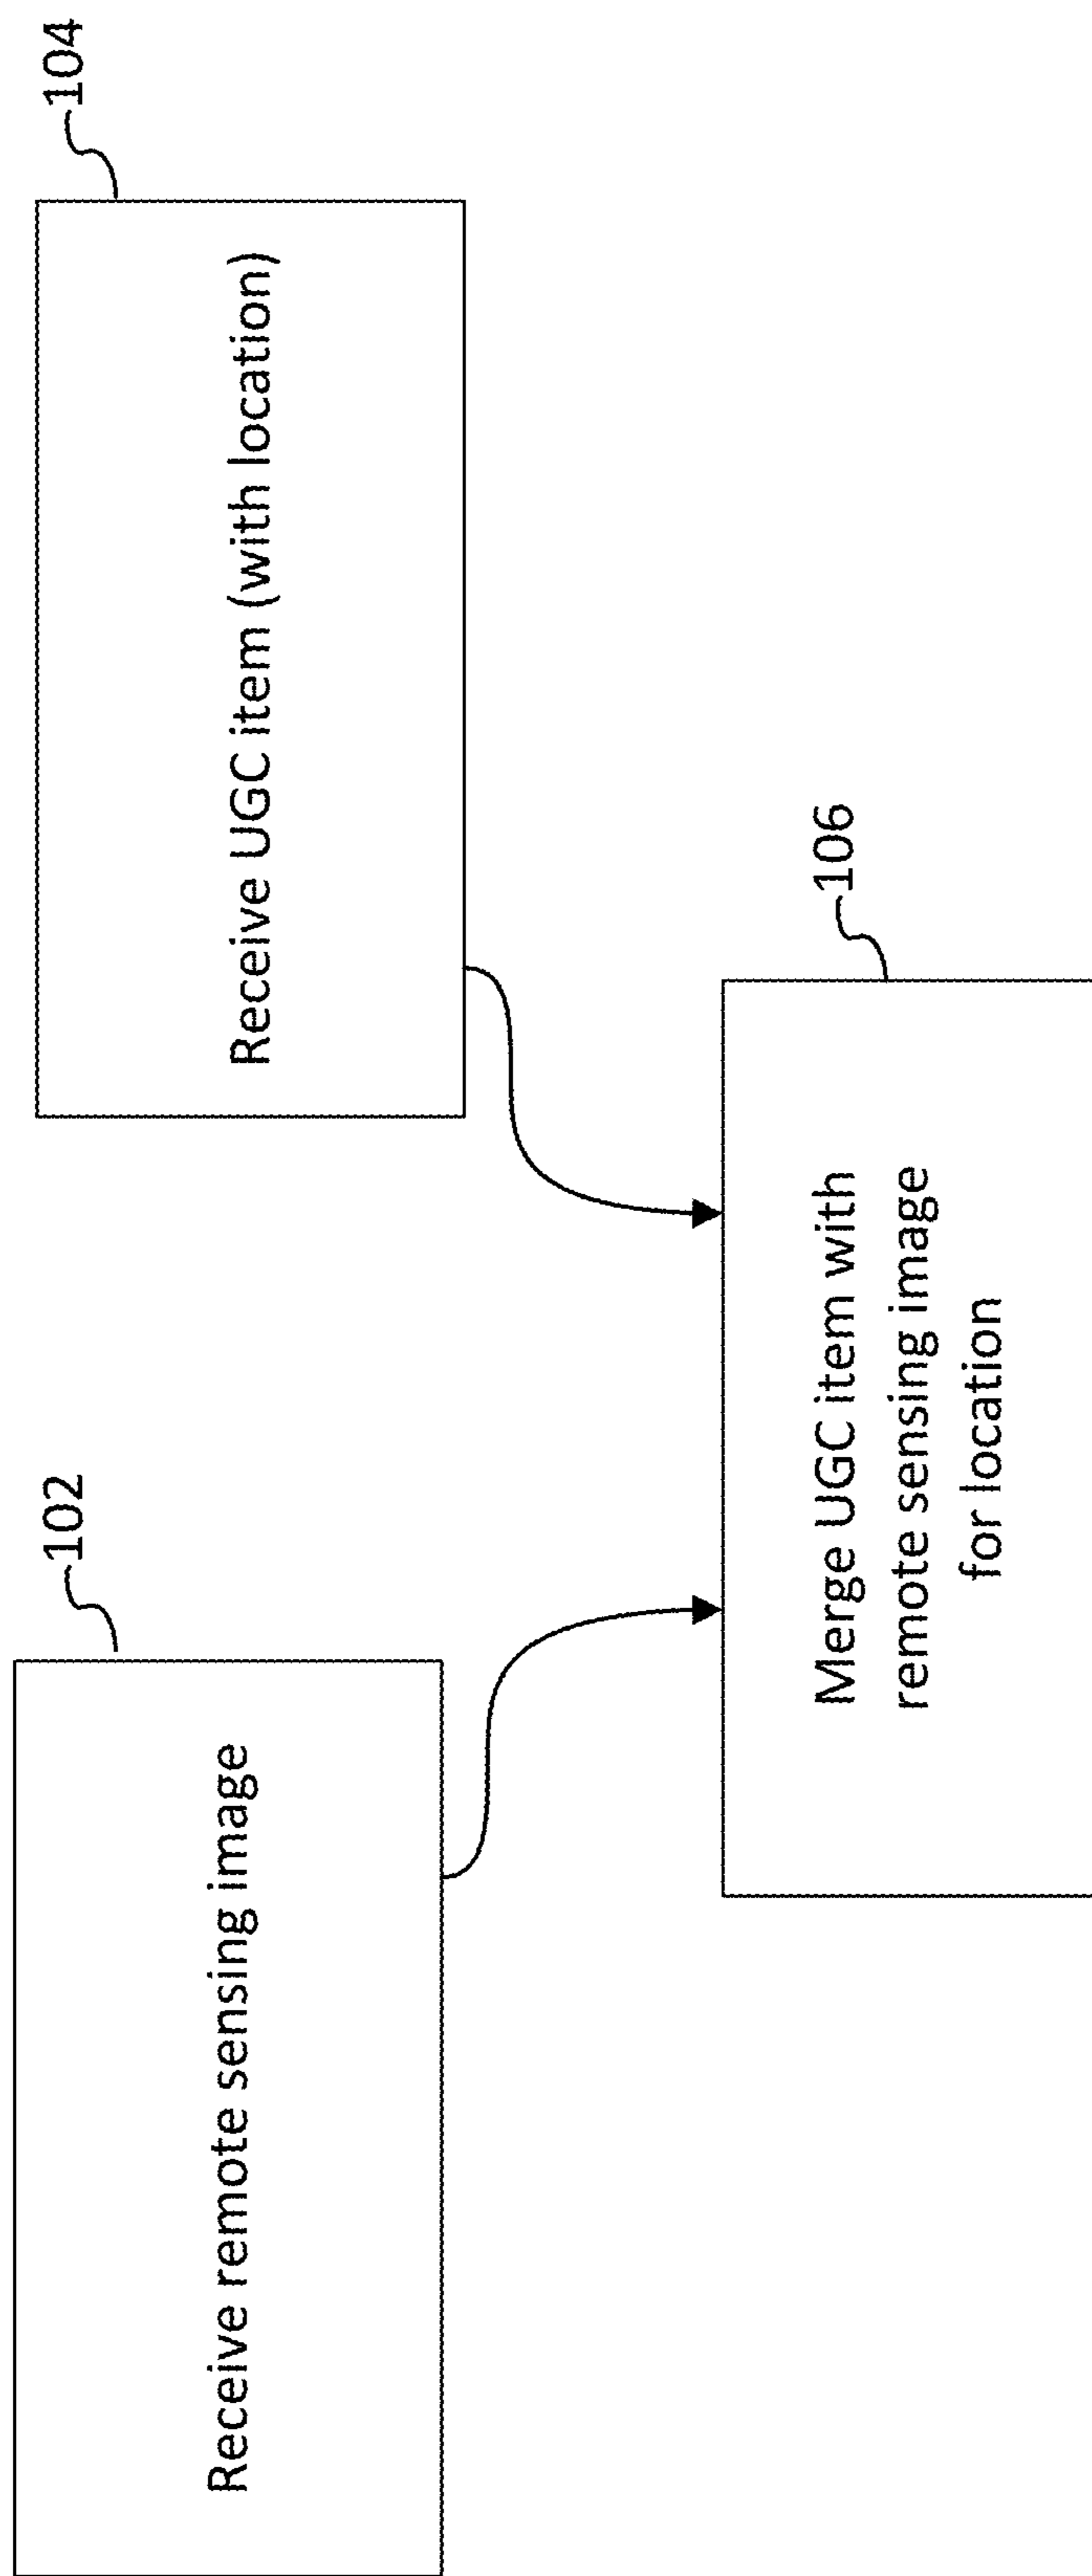 102
Receive remote sensing image
104
Receive UGC item (with location)
106
Merge UGC item with
remote sensing image
for location